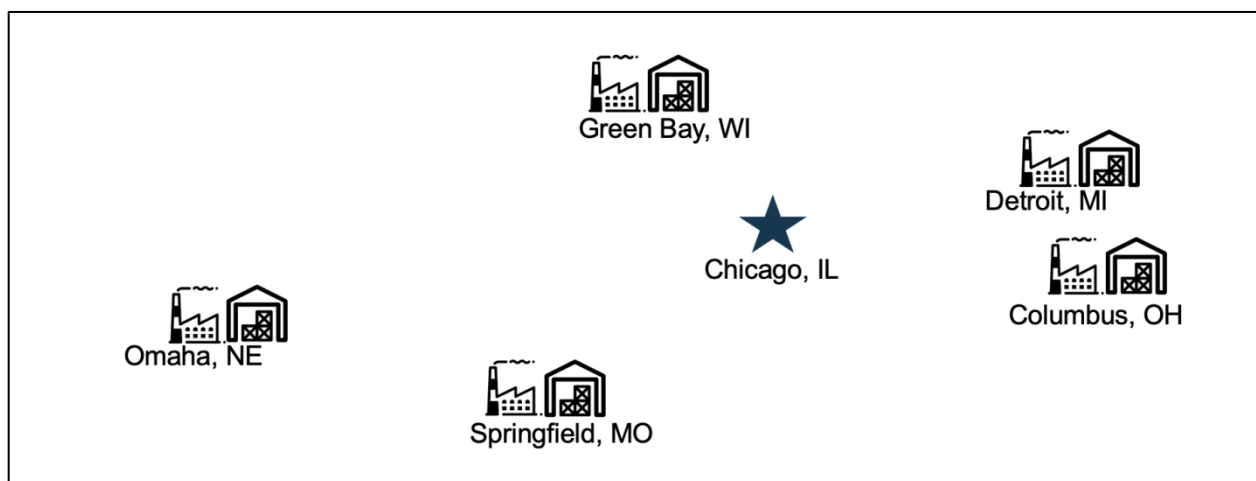 Green Bay, WI
Detroit, MI
Chicago, IL
Columbus, OH
Omaha, NE
Springfield, MO